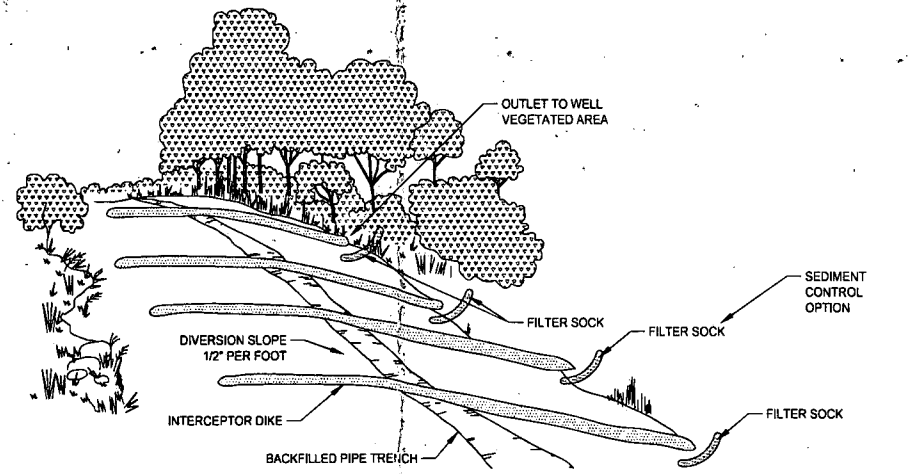 OUTLET TO WELL
VEGETATED AREA
SEDIMENT
CONTROL
OPTION
FILTER SOCK
FILTER SOCK
DIVERSION SLOPE
1/2" PER FOOT
FILTER SOCK
INTERCEPTOR DIKE
BACKFILLED PIPE TRENCH